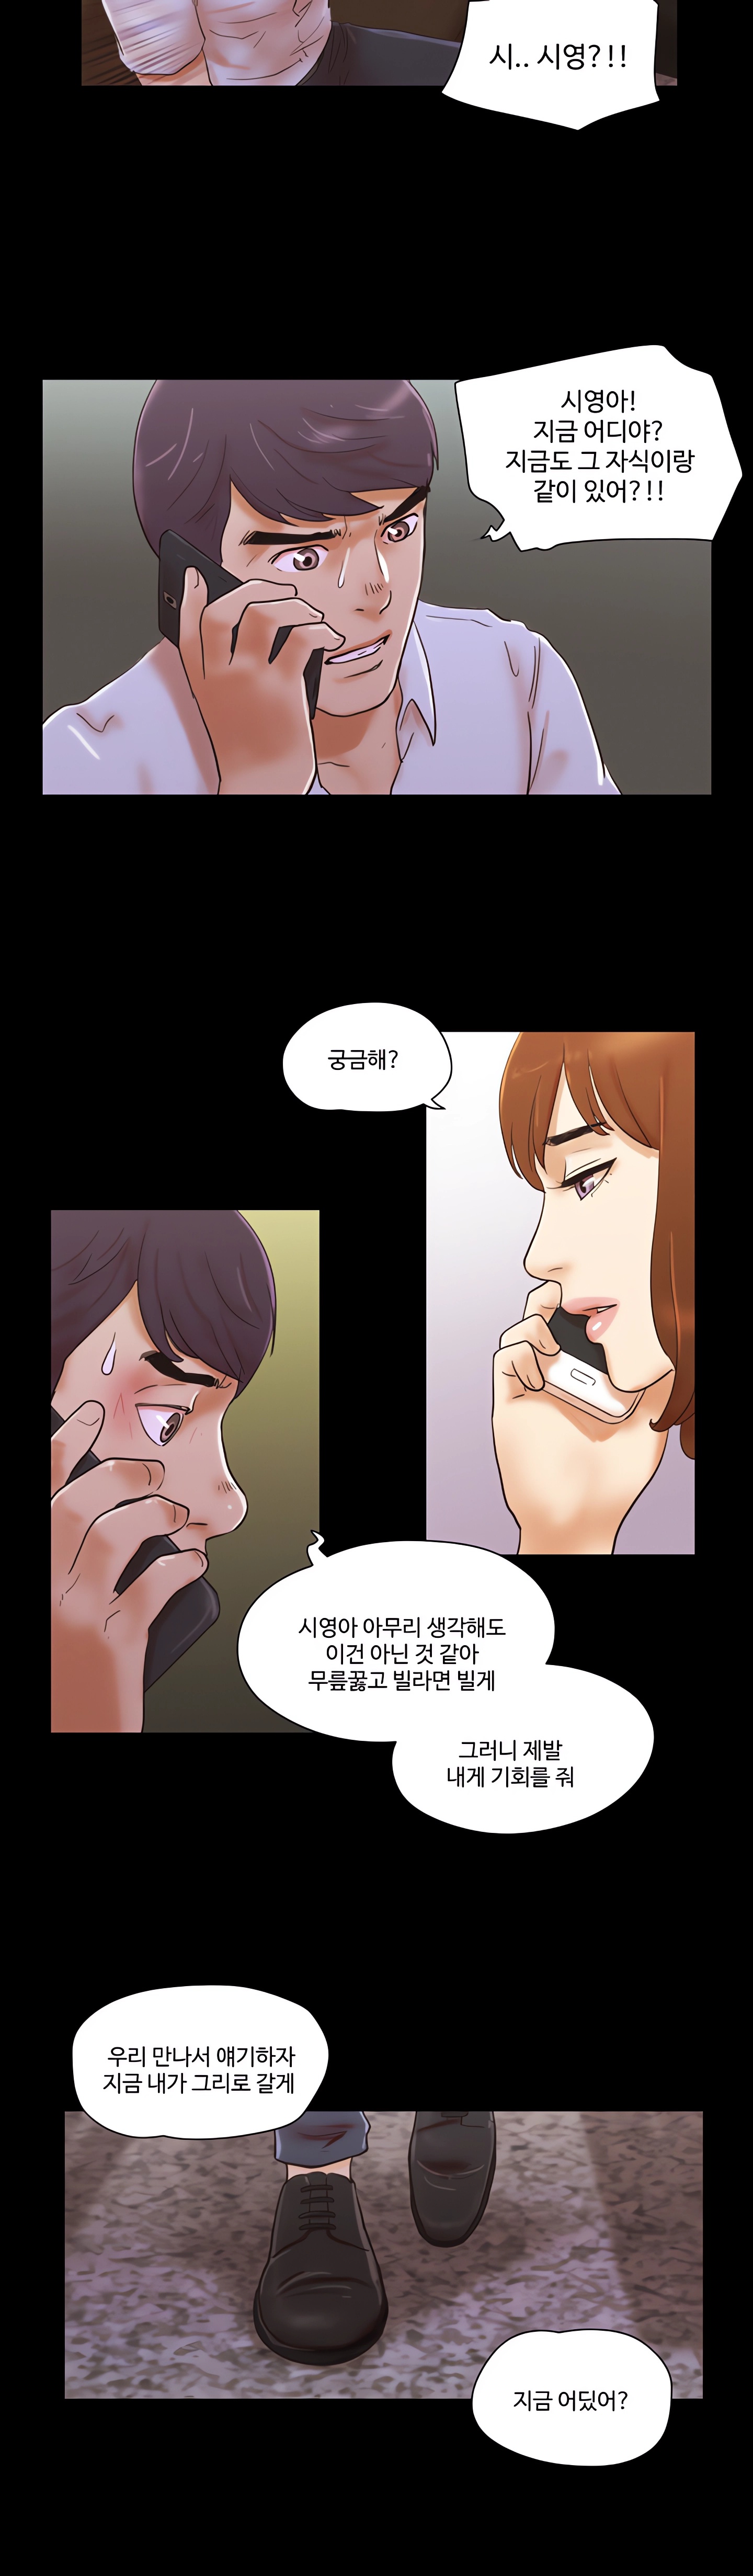 시.. 시영?!!
시영아!
지금 어디야?
지금도 그 자식이랑
같이 있어?!!
궁금해?
시영아 아무리 생각해도
이건 아닌 것 같아
무릎꿇고 빌라면 빌게
그러니 제발
내게 기회를 줘
우리 만나서 얘기하자
지금 내가 그리로 갈게
지금 어딨어?